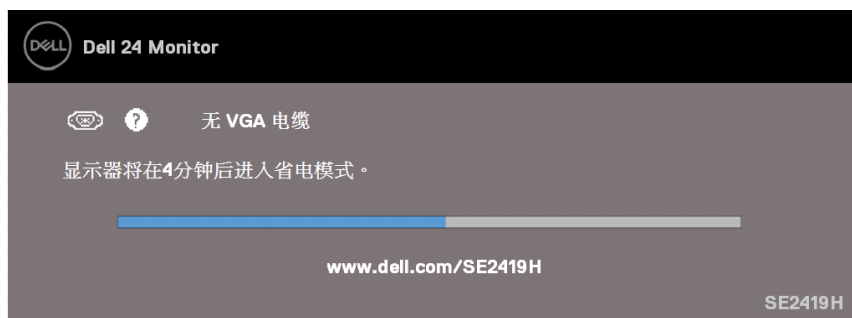 DELL Dell 24 Monitor
? 无 VGA 电缆
显示器将在4分钟后进入省电模式。
www.dell.com/SE2419H
SE2419H